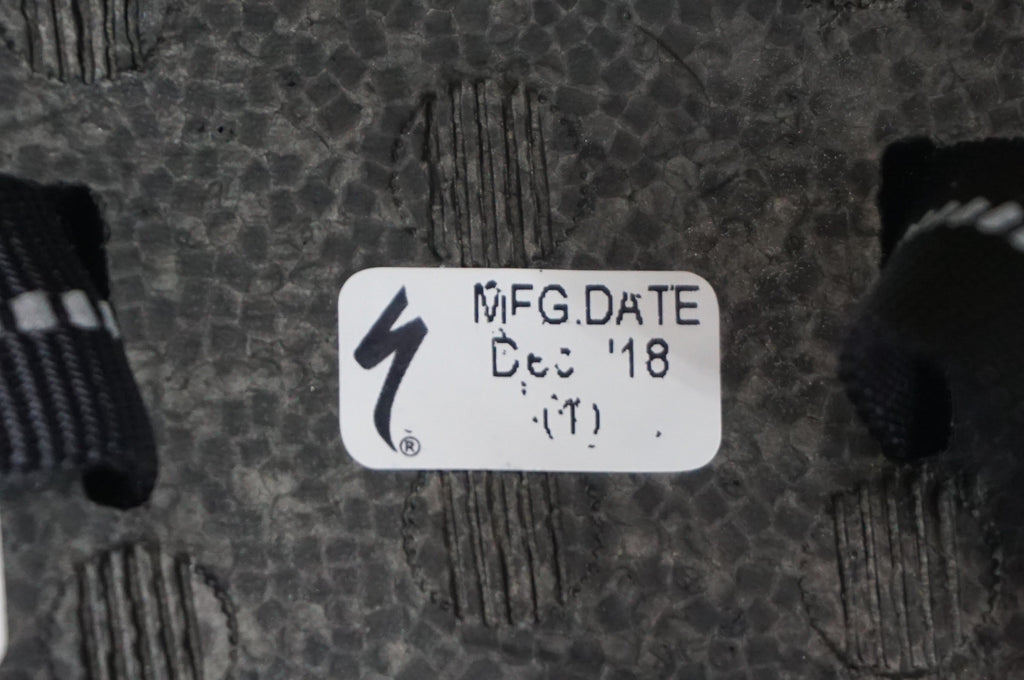 MFG.DATE
Dec '18
(1)
®